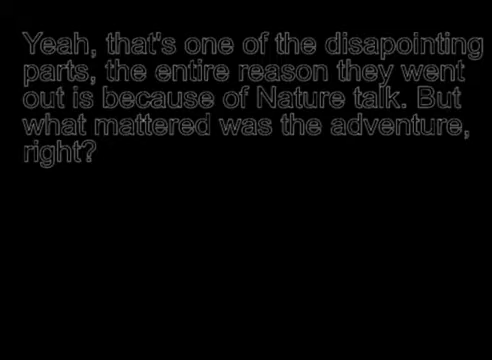 Yeah, that's one of the disapointing
parts, the entire reason they went
out is because of Nature talk. But
what mattered was the adventure,
right?